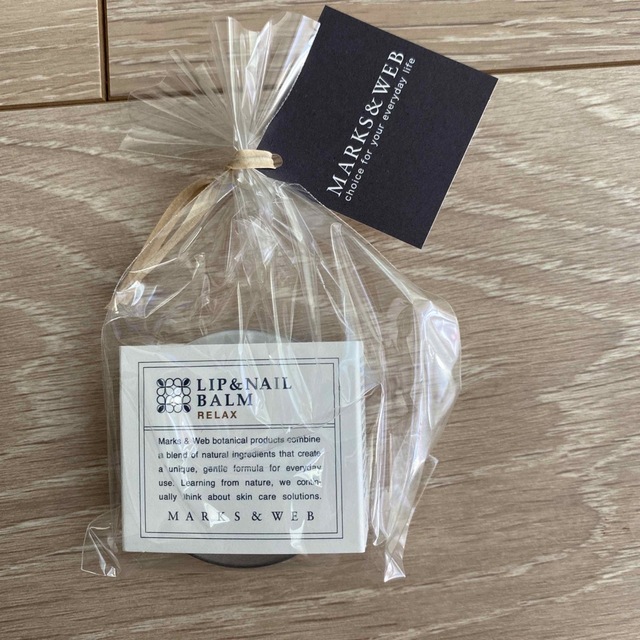 MARKS&WEB
choice for your everyday life
LIP&NAIL
BALM
RELAX
Marks & Web botanical products combine
a blend of natural ingredients that create
a unique, gentle formula for everyday
use. Learning from nature, we contin-
ually think about skin care solutions.
MARKS & WEB